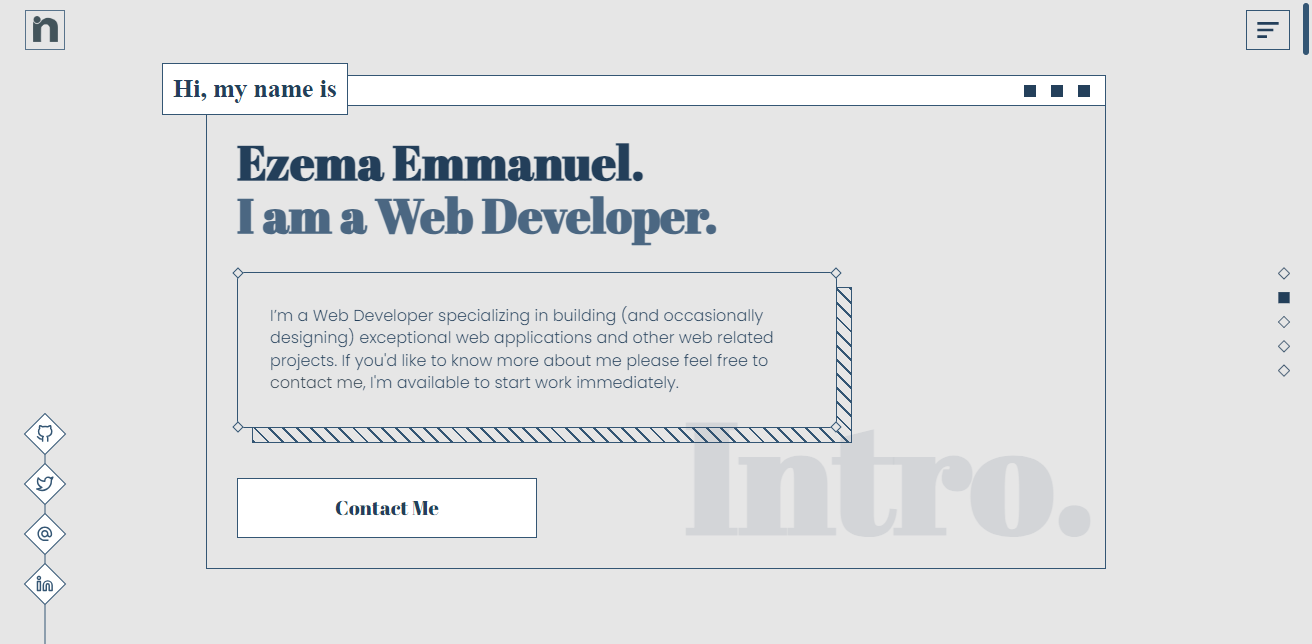 n
Hi, my name is
Ezema Emmanuel.
I am a Web Developer.
I’m a Web Developer specializing in building (and occasionally
designing) exceptional web applications and other web related
projects. If you'd like to know more about me please feel free to
contact me, I'm available to start work immediately.
Intro.
Contact Me
@
in